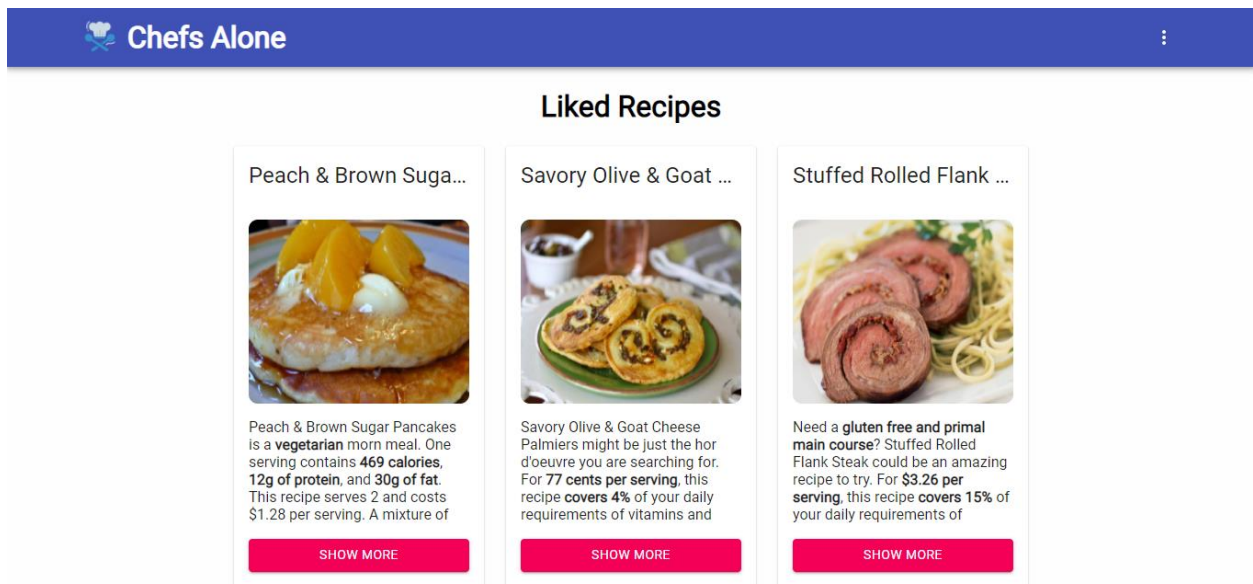 Chefs Alone
Liked Recipes
Peach & Brown Suga...
Peach & Brown Sugar Pancakes
is a vegetarian morn meal. One
serving contains 469 calories,
12g of protein, and 30g of fat.
This recipe serves 2 and costs
$1.28 per serving. A mixture of
SHOW MORE
Savory Olive & Goat ...
Savory Olive & Goat Cheese
Palmiers might be just the hor
d'oeuvre you are searching for.
For 77 cents per serving, this
recipe covers 4% of your daily
requirements of vitamins and
SHOW MORE
Stuffed Rolled Flank ...
Need a gluten free and primal
main course? Stuffed Rolled
Flank Steak could be an amazing
recipe to try. For $3.26 per
serving, this recipe covers 15% of
your daily requirements of
SHOW MORE